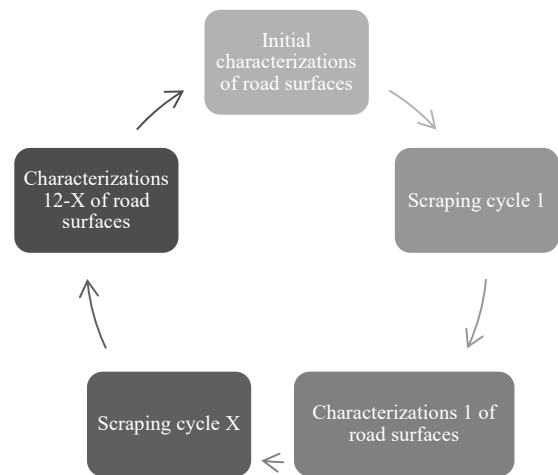 Initial
characterizations
of road surfaces
Scraping cycle 1
Characterizations 1 of
road surfaces
Scraping cycle X
Characterizations
12-X of road
surfaces